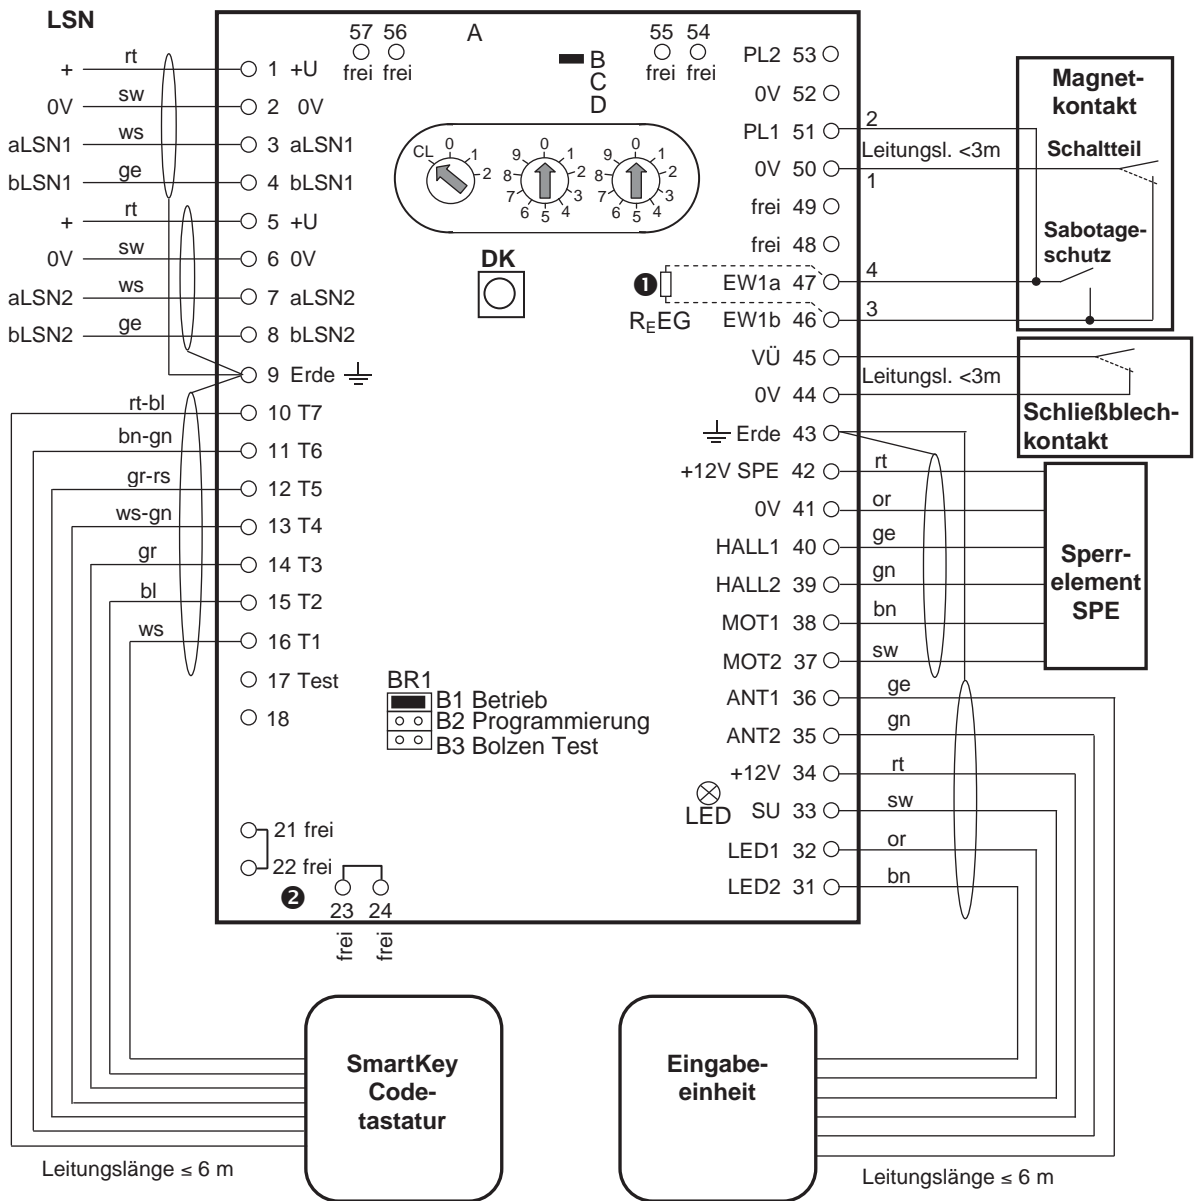 LSN
57 56
frei frei
A
B
C
D
55 54
frei frei
+ rt 1 +U
0V sw 2 0V
aLSN1 ws 3 aLSN1
bLSN1 ge 4 bLSN1
+ rt 5 +U
0V sw 6 0V
aLSN2 ws 7 aLSN2
bLSN2 ge 8 bLSN2
9 Erde
rt-bl 10 T7
bn-gn 11 T6
gr-rs 12 T5
ws-gn 13 T4
gr 14 T3
bl 15 T2
ws 16 T1
17 Test
18
21 frei
22 frei
❷
23 24
frei frei
CL 0 1 2
0 1 2 3 4 5 6 7 8 9
0 1 2 3 4 5 6 7 8 9
DK
❶
REEG
BR1
B1 Betrieb
B2 Programmierung
B3 Bolzen Test
LED
PL2 53
0V 52
PL1 51 2
Leitungsl. <3m
0V 50 1
frei 49
frei 48
EW1a 47 4
EW1b 46 3
VÜ 45
Leitungsl. <3m
0V 44
Erde 43
+12V SPE 42 rt
0V 41 or
HALL1 40 ge
HALL2 39 gn
MOT1 38 bn
MOT2 37 sw
ANT1 36 ge
ANT2 35 gn
+12V 34 rt
SU 33 sw
LED1 32 or
LED2 31 bn
Magnet-
kontakt
Schaltteil
Sabotage-
schutz
Schließblech-
kontakt
Sperr-
element
SPE
SmartKey
Code-
tastatur
Eingabe-
einheit
Leitungslänge ≤ 6 m
Leitungslänge ≤ 6 m